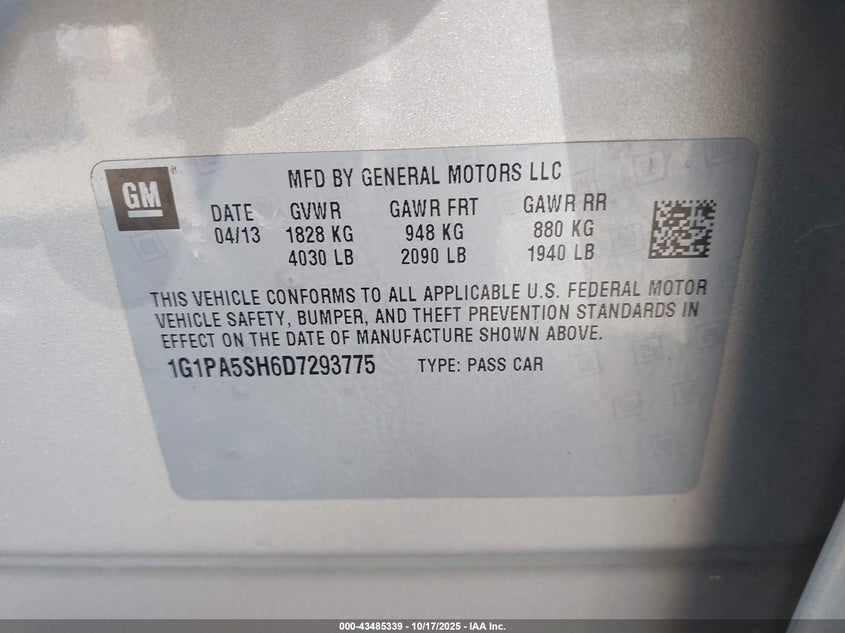 GM ®
MFD BY GENERAL MOTORS LLC
DATE GVWR GAWR FRT GAWR RR
04/13 1828 KG 948 KG 880 KG
4030 LB 2090 LB 1940 LB
THIS VEHICLE CONFORMS TO ALL APPLICABLE U.S. FEDERAL MOTOR
VEHICLE SAFETY, BUMPER, AND THEFT PREVENTION STANDARDS IN
EFFECT ON THE DATE OF MANUFACTURE SHOWN ABOVE.
1G1PA5SH6D7293775 TYPE: PASS CAR
000-43485339 - 10/17/2025 - IAA Inc.